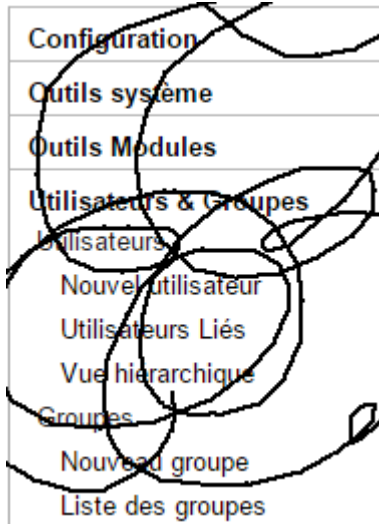 Configuration
Outils système
Outils Modules
Utilisateurs & Groupes
Utilisateurs
Nouvel utilisateur
Utilisateurs Liés
Vue hiérarchique
Groupes
Nouveau groupe
Liste des groupes